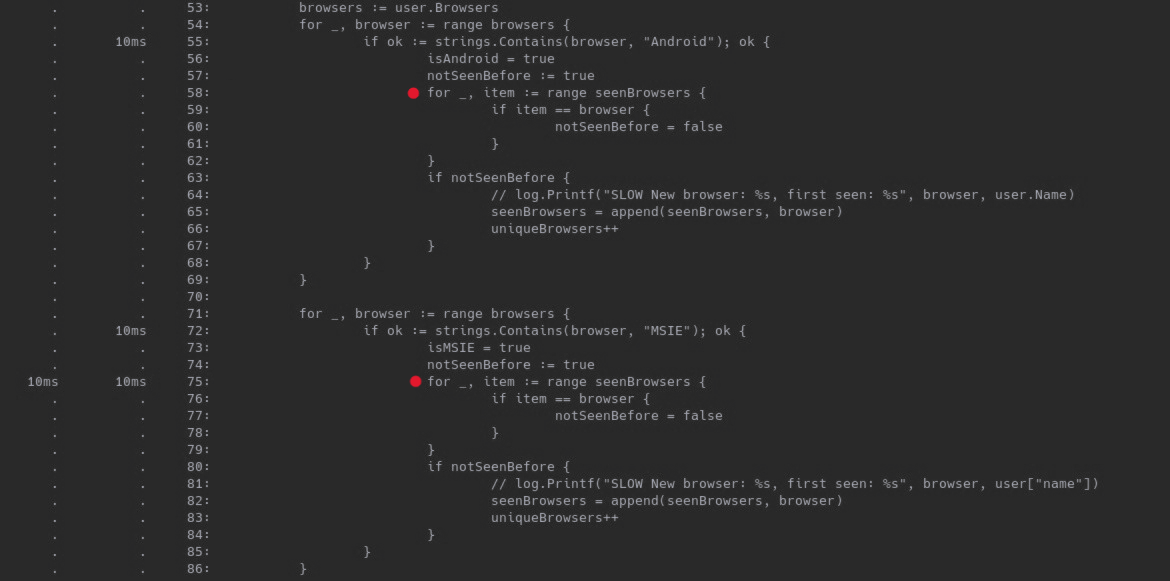 .          .     53:           browsers := user.Browsers
.          .     54:           for _, browser := range browsers {
.       10ms     55:                   if ok := strings.Contains(browser, "Android"); ok {
.          .     56:                           isAndroid = true
.          .     57:                           notSeenBefore := true
.          .     58:                           for _, item := range seenBrowsers {
.          .     59:                                   if item == browser {
.          .     60:                                           notSeenBefore = false
.          .     61:                                   }
.          .     62:                           }
.          .     63:                           if notSeenBefore {
.          .     64:                                   // log.Printf("SLOW New browser: %s, first seen: %s", browser, user.Name)
.          .     65:                                   seenBrowsers = append(seenBrowsers, browser)
.          .     66:                                   uniqueBrowsers++
.          .     67:                           }
.          .     68:                   }
.          .     69:           }
.          .     70:
.          .     71:           for _, browser := range browsers {
.       10ms     72:                   if ok := strings.Contains(browser, "MSIE"); ok {
.          .     73:                           isMSIE = true
.          .     74:                           notSeenBefore := true
10ms       10ms     75:                           for _, item := range seenBrowsers {
.          .     76:                                   if item == browser {
.          .     77:                                           notSeenBefore = false
.          .     78:                                   }
.          .     79:                           }
.          .     80:                           if notSeenBefore {
.          .     81:                                   // log.Printf("SLOW New browser: %s, first seen: %s", browser, user["name"])
.          .     82:                                   seenBrowsers = append(seenBrowsers, browser)
.          .     83:                                   uniqueBrowsers++
.          .     84:                           }
.          .     85:                   }
.          .     86:           }